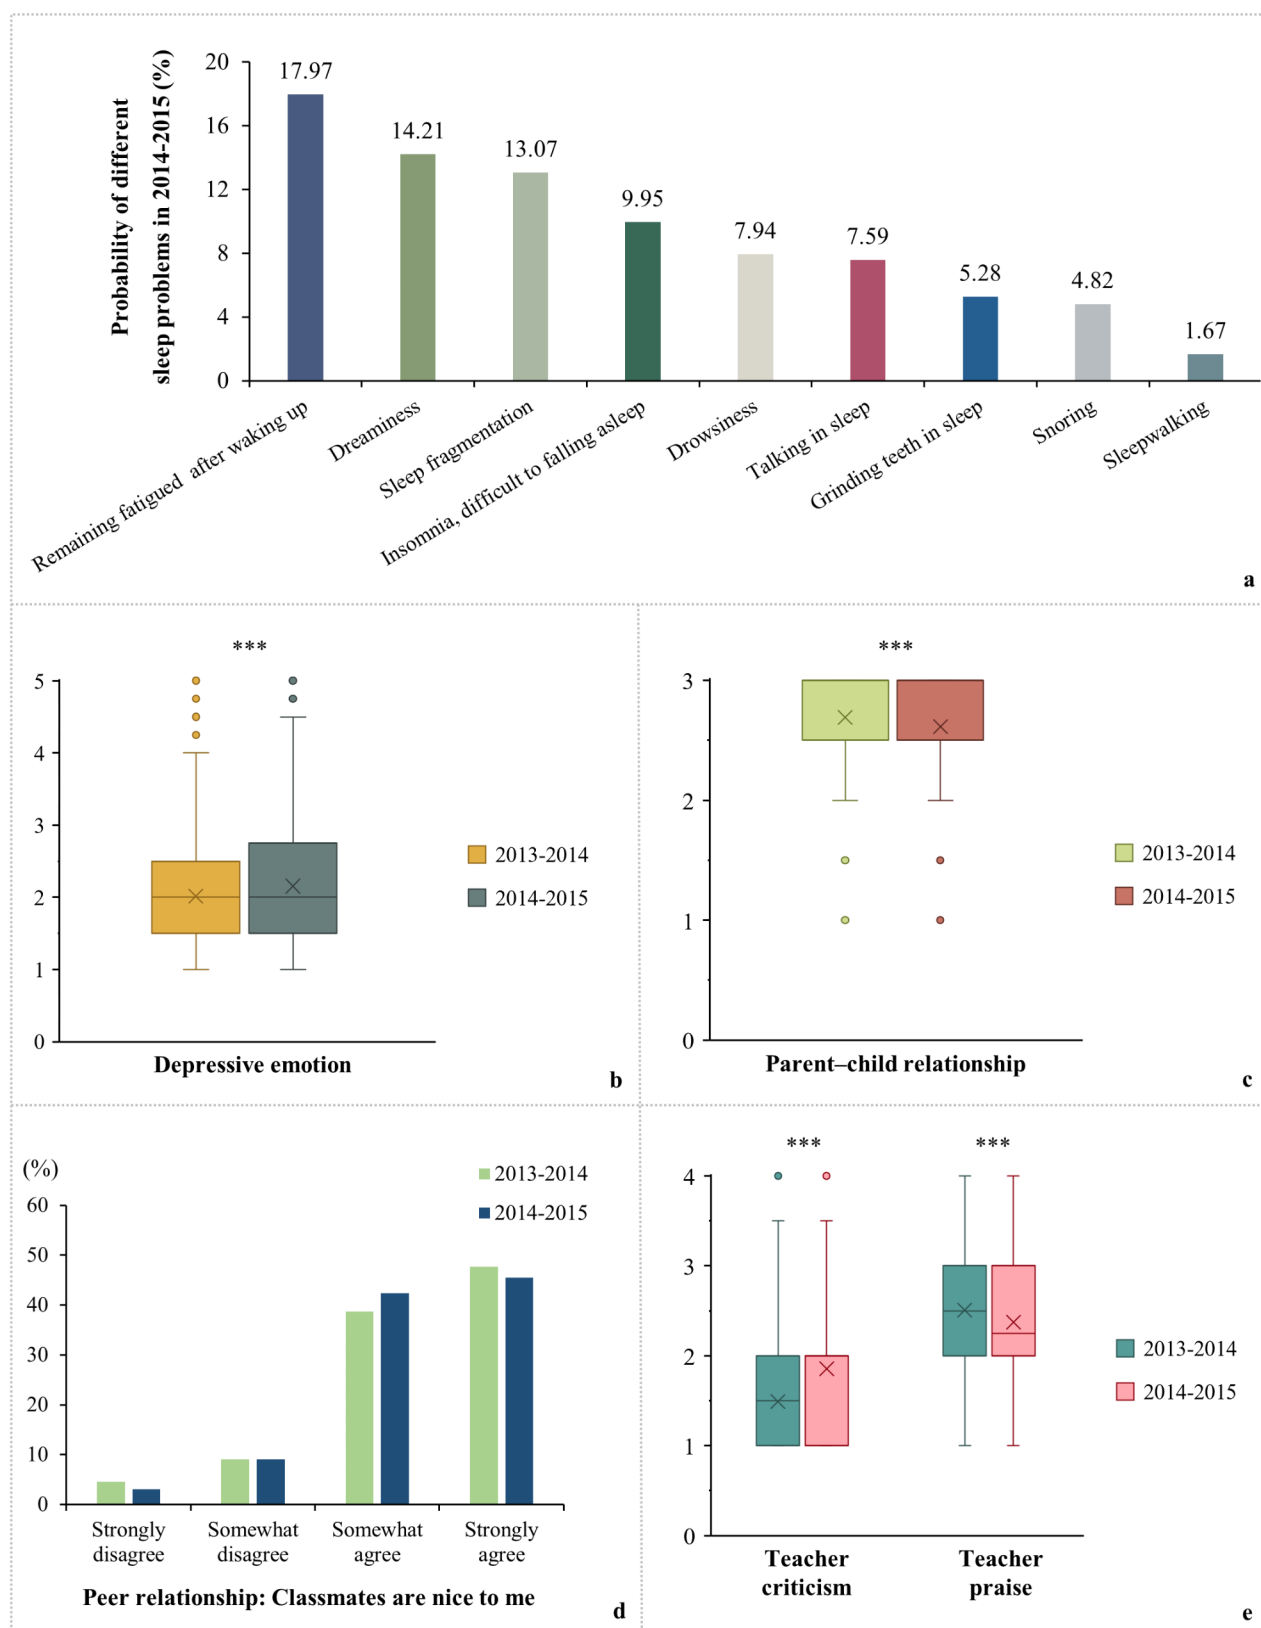 Probability of different
sleep problems in 2014-2015 (%)
20
16
12
8
4
0
17.97
14.21
13.07
9.95
7.94
7.59
5.28
4.82
1.67
Remaining fatigued after waking up
Dreaminess
Sleep fragmentation
Insomnia, difficult to falling asleep
Drowsiness
Talking in sleep
Grinding teeth in sleep
Snoring
Sleepwalking
a
***
5
4
3
2
1
0
2013-2014
2014-2015
Depressive emotion
b
***
3
2
1
0
2013-2014
2014-2015
Parent–child relationship
c
(%)
60
50
40
30
20
10
0
2013-2014
2014-2015
Strongly
disagree
Somewhat
disagree
Somewhat
agree
Strongly
agree
Peer relationship: Classmates are nice to me
d
***
***
4
3
2
1
0
2013-2014
2014-2015
Teacher
criticism
Teacher
praise
e